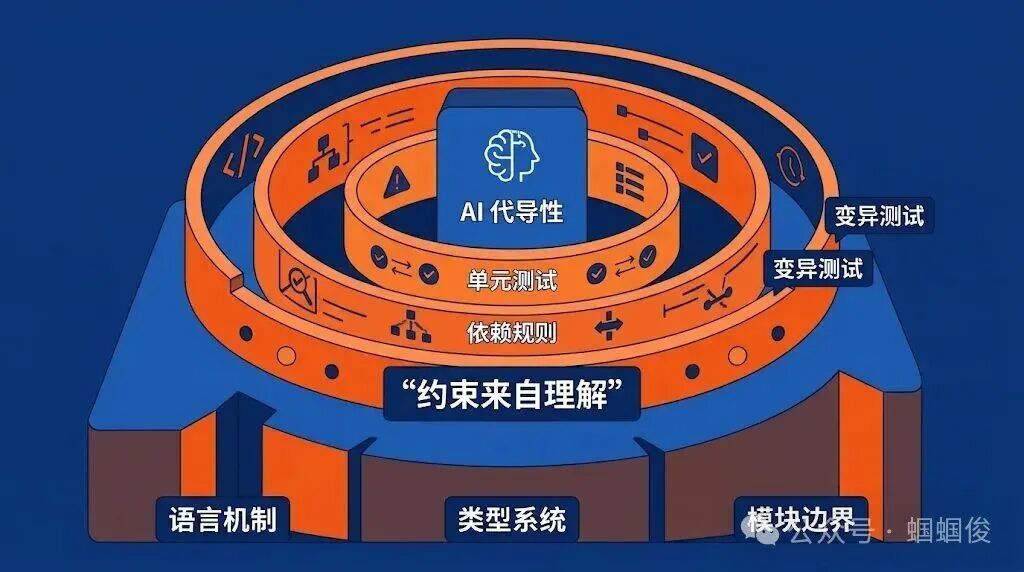 AI 代导性
变异测试
变异测试
单元测试
依赖规则
“约束来自理解”
语言机制
类型系统
模块边界
公众号 · 蝈蝈俊